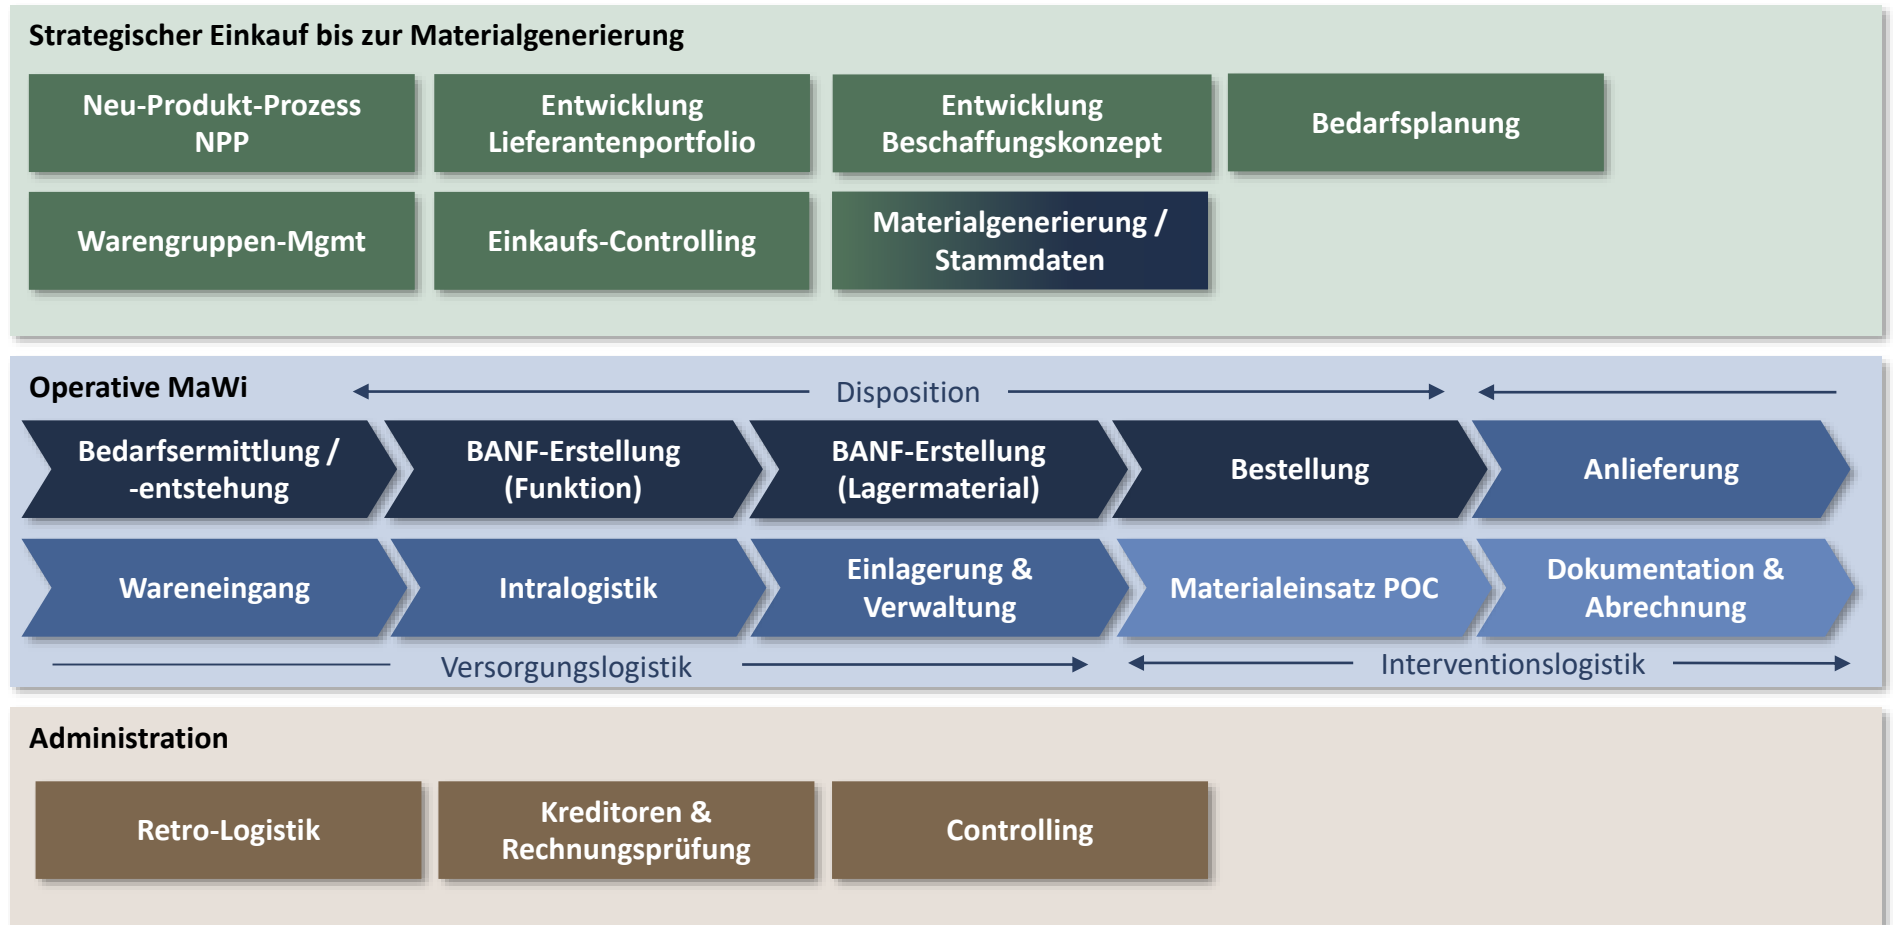 Strategischer Einkauf bis zur Materialgenerierung
Neu-Produkt-Prozess
NPP
Entwicklung
Lieferantenportfolio
Entwicklung
Beschaffungskonzept
Bedarfsplanung
Warengruppen-Mgmt
Einkaufs-Controlling
Materialgenerierung /
Stammdaten
Operative MaWi
Disposition
Bedarfsermittlung /
-entstehung
BANF-Erstellung
(Funktion)
BANF-Erstellung
(Lagermaterial)
Bestellung
Anlieferung
Wareneingang
Intralogistik
Einlagerung &
Verwaltung
Materialeinsatz POC
Dokumentation &
Abrechnung
Versorgungslogistik
Interventionslogistik
Administration
Retro-Logistik
Kreditoren &
Rechnungsprüfung
Controlling